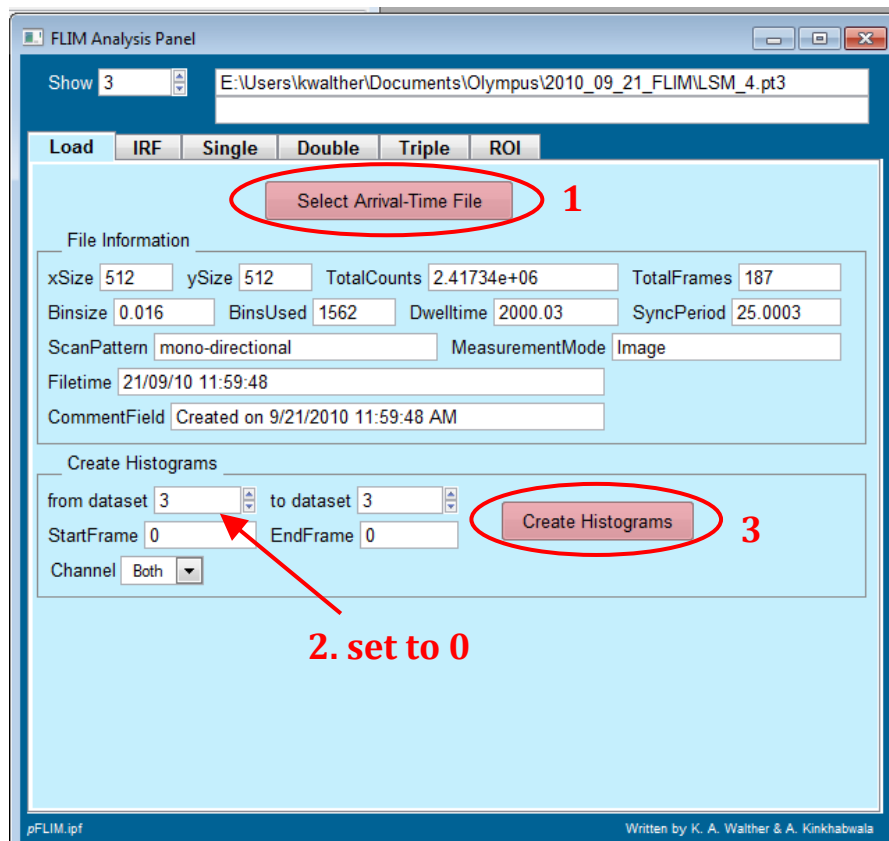 FLIM Analysis Panel
Show 3 E:\Users\kwalther\Documents\Olympus\2010_09_21_FLIM\LSM_4.pt3
Load IRF Single Double Triple ROI
Select Arrival-Time File 1
File Information
xSize 512 ySize 512 TotalCounts 2.41734e+06 TotalFrames 187
Binsize 0.016 BinsUsed 1562 Dwelltime 2000.03 SyncPeriod 25.0003
ScanPattern mono-directional MeasurementMode Image
Filetime 21/09/10 11:59:48
CommentField Created on 9/21/2010 11:59:48 AM
Create Histograms
from dataset 3 to dataset 3
Create Histograms 3
StartFrame 0 EndFrame 0
Channel Both
2. set to 0
pFLIM.ipf Written by K. A. Walther & A. Kinkhabwala